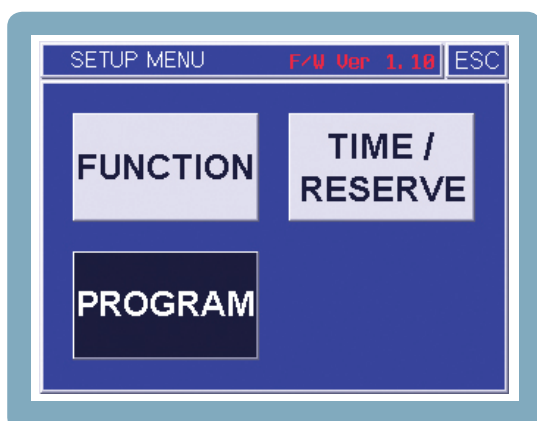 SETUP MENU F/W Ver 1.10 ESC
FUNCTION
TIME /
RESERVE
PROGRAM